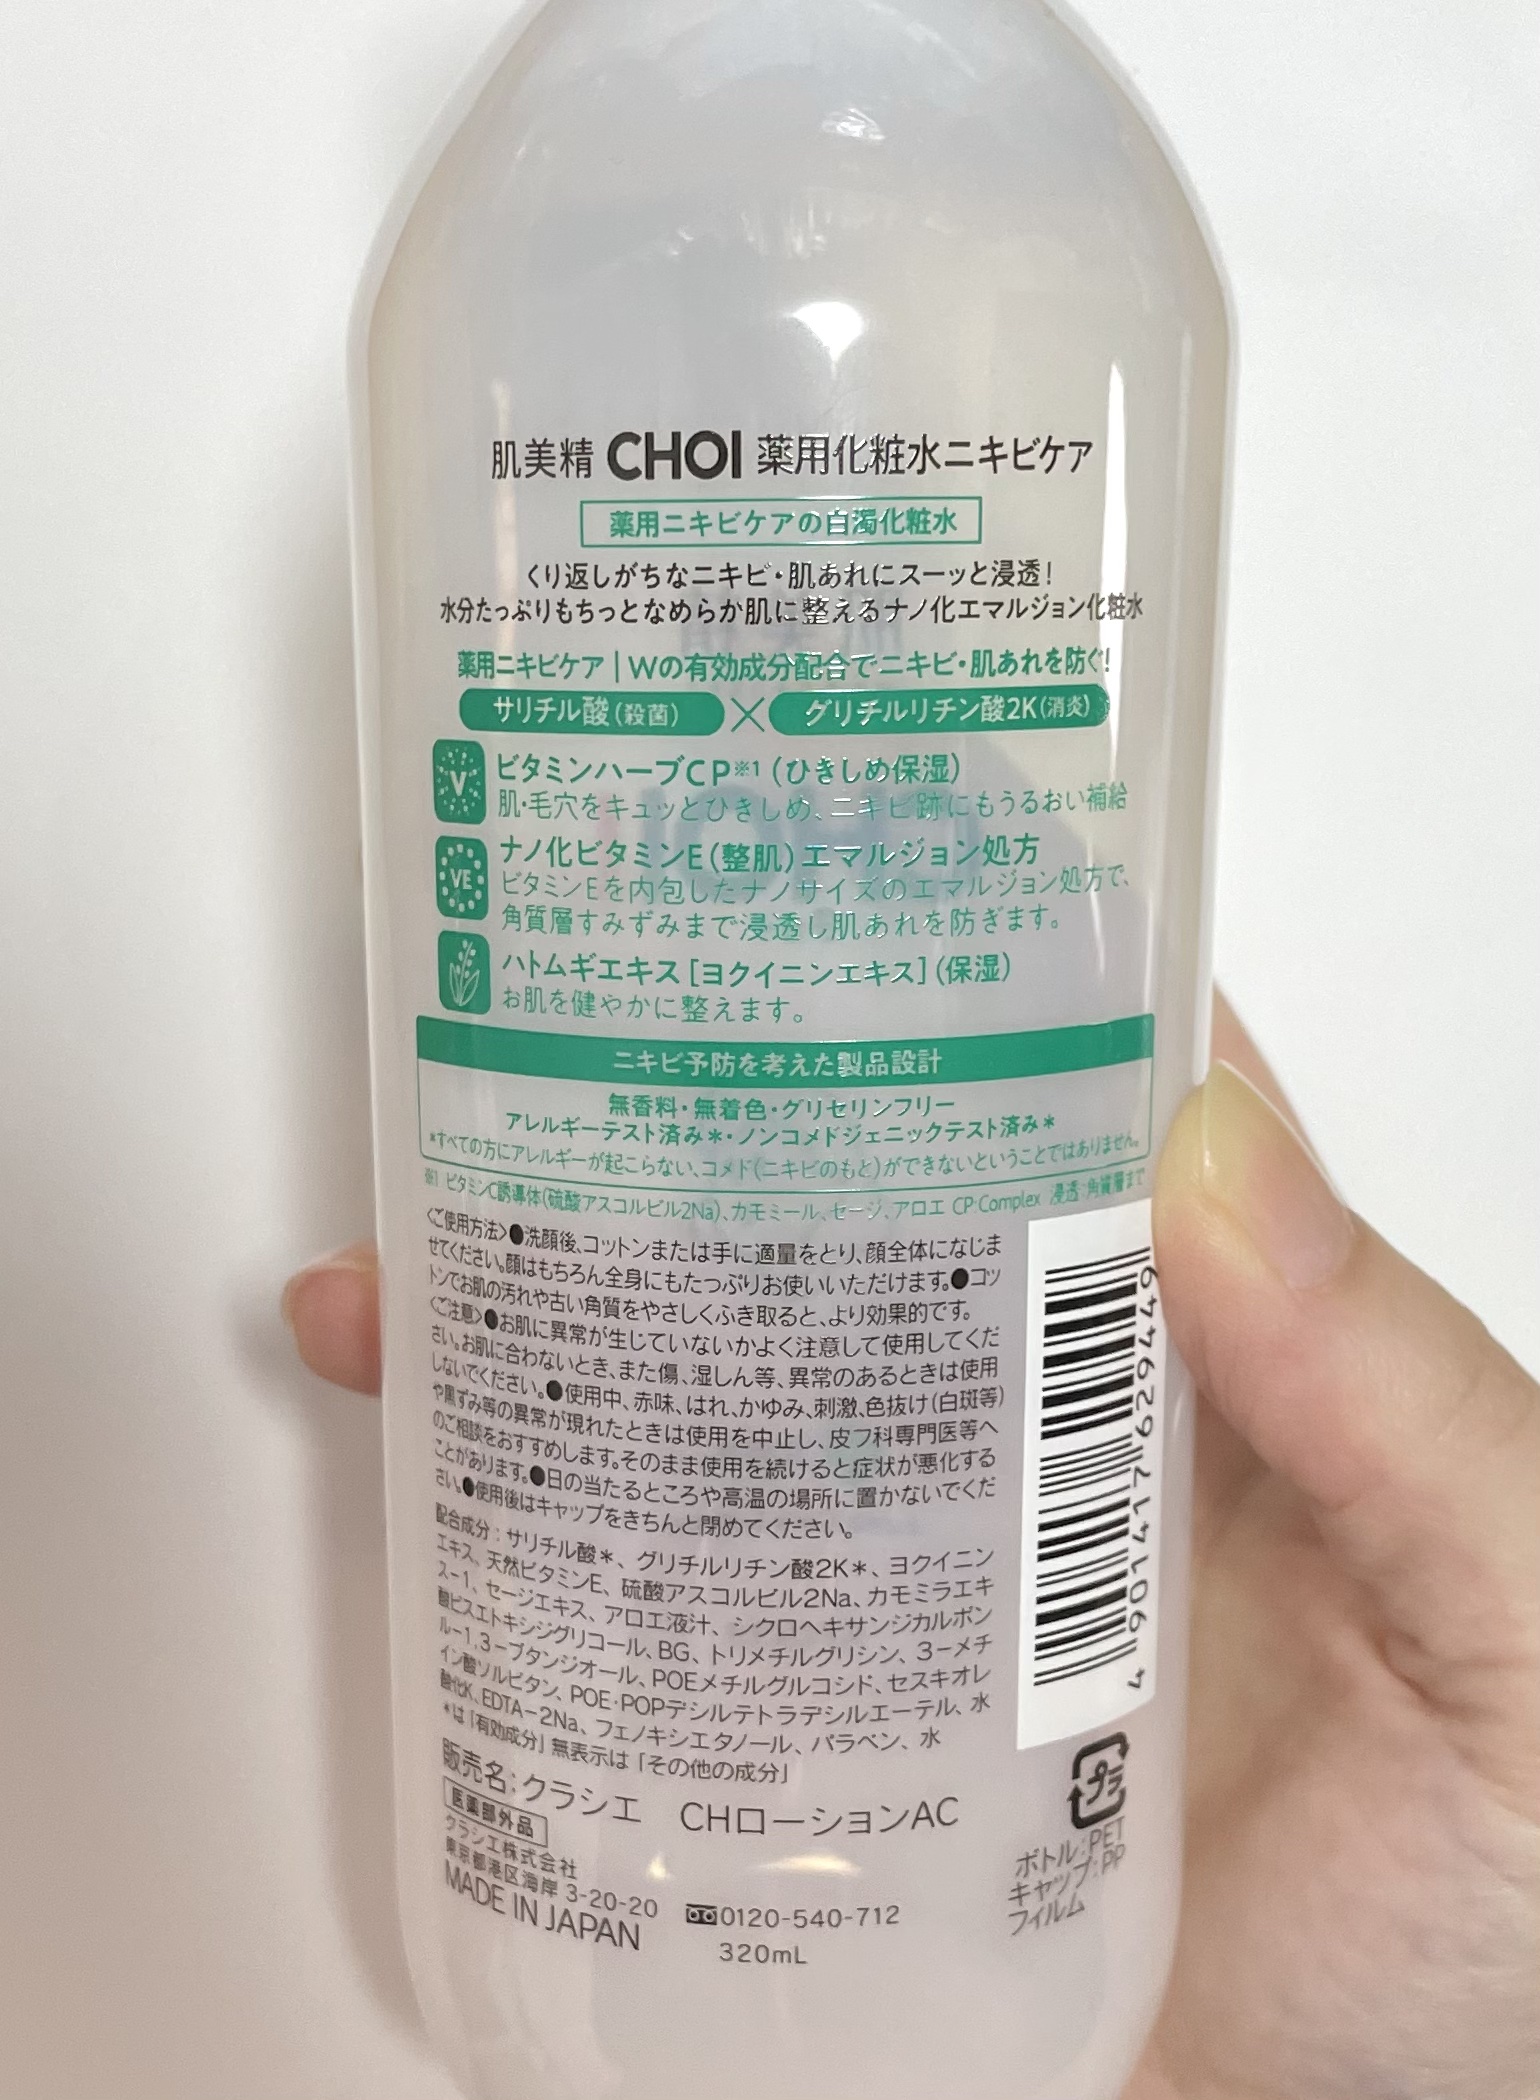 肌美精 CHOI 薬用化粧水ニキビケア
薬用ニキビケアの白濁化粧水
くり返しがちなニキビ・肌あれにスーッと浸透!
水分たっぷりもちっとなめらか肌に整えるナノ化エマルジョン化粧水
薬用ニキビケア|Wの有効成分配合でニキビ・肌あれを防ぐ!
サリチル酸(殺菌) × グリチルリチン酸2K(消炎)
V ビタミンハーブCP※1(ひきしめ保湿)
肌・毛穴をキュッとひきしめ、ニキビ跡にもうるおい補給
VE ナノ化ビタミンE(整肌)エマルジョン処方
ビタミンEを内包したナノサイズのエマルジョン処方で、
角質層すみずみまで浸透し肌あれを防ぎます。
ハトムギエキス[ヨクイニンエキス](保湿)
お肌を健やかに整えます。
ニキビ予防を考えた製品設計
無香料・無着色・グリセリンフリー
アレルギーテスト済み*・ノンコメドジェニックテスト済み*
*すべての方にアレルギーが起こらない、コメド(ニキビのもと)ができないということではありません。
※1 ビタミンC誘導体(硫酸アスコルビル2Na)、カモミール、セージ、アロエ CP:Complex 浸透:角質層まで
<ご使用方法>●洗顔後、コットンまたは手に適量をとり、顔全体になじま
せてください。顔はもちろん全身にもたっぷりお使いいただけます。●コッ
トンでお肌の汚れや古い角質をやさしくふき取ると、より効果的です。
<ご注意>●お肌に異常が生じていないかよく注意して使用してくだ
さい。お肌に合わないとき、また傷、湿しん等、異常のあるときは使用
しないでください。●使用中、赤味、はれ、かゆみ、刺激、色抜け(白斑等)
や黒ずみ等の異常が現れたときは使用を中止し、皮フ科専門医等へ
のご相談をおすすめします。そのまま使用を続けると症状が悪化する
ことがあります。●日の当たるところや高温の場所に置かないでくだ
さい。●使用後はキャップをきちんと閉めてください。
配合成分:サリチル酸*、グリチルリチン酸2K*、ヨクイニン
エキス、天然ビタミンE、硫酸アスコルビル2Na、カモミラエキ
ス-1、セージエキス、アロエ液汁、シクロヘキサンジカルボン
酸ビスエトキシジグリコール、BG、トリメチルグリシン、3-メチ
ル-1,3-ブタンジオール、POEメチルグルコシド、セスキオレ
イン酸ソルビタン、POE・POPデシルテトラデシルエーテル、水
酸化K、EDTA-2Na、フェノキシエタノール、パラベン、水
*は「有効成分」無表示は「その他の成分」
販売名:クラシエ CHローションAC
医薬部外品
クラシエ株式会社
東京都港区海岸 3-20-20
MADE IN JAPAN
0120-540-712
320mL
4 901417 629449
プラ
ボトル:PET
キャップ:PP
フィルム